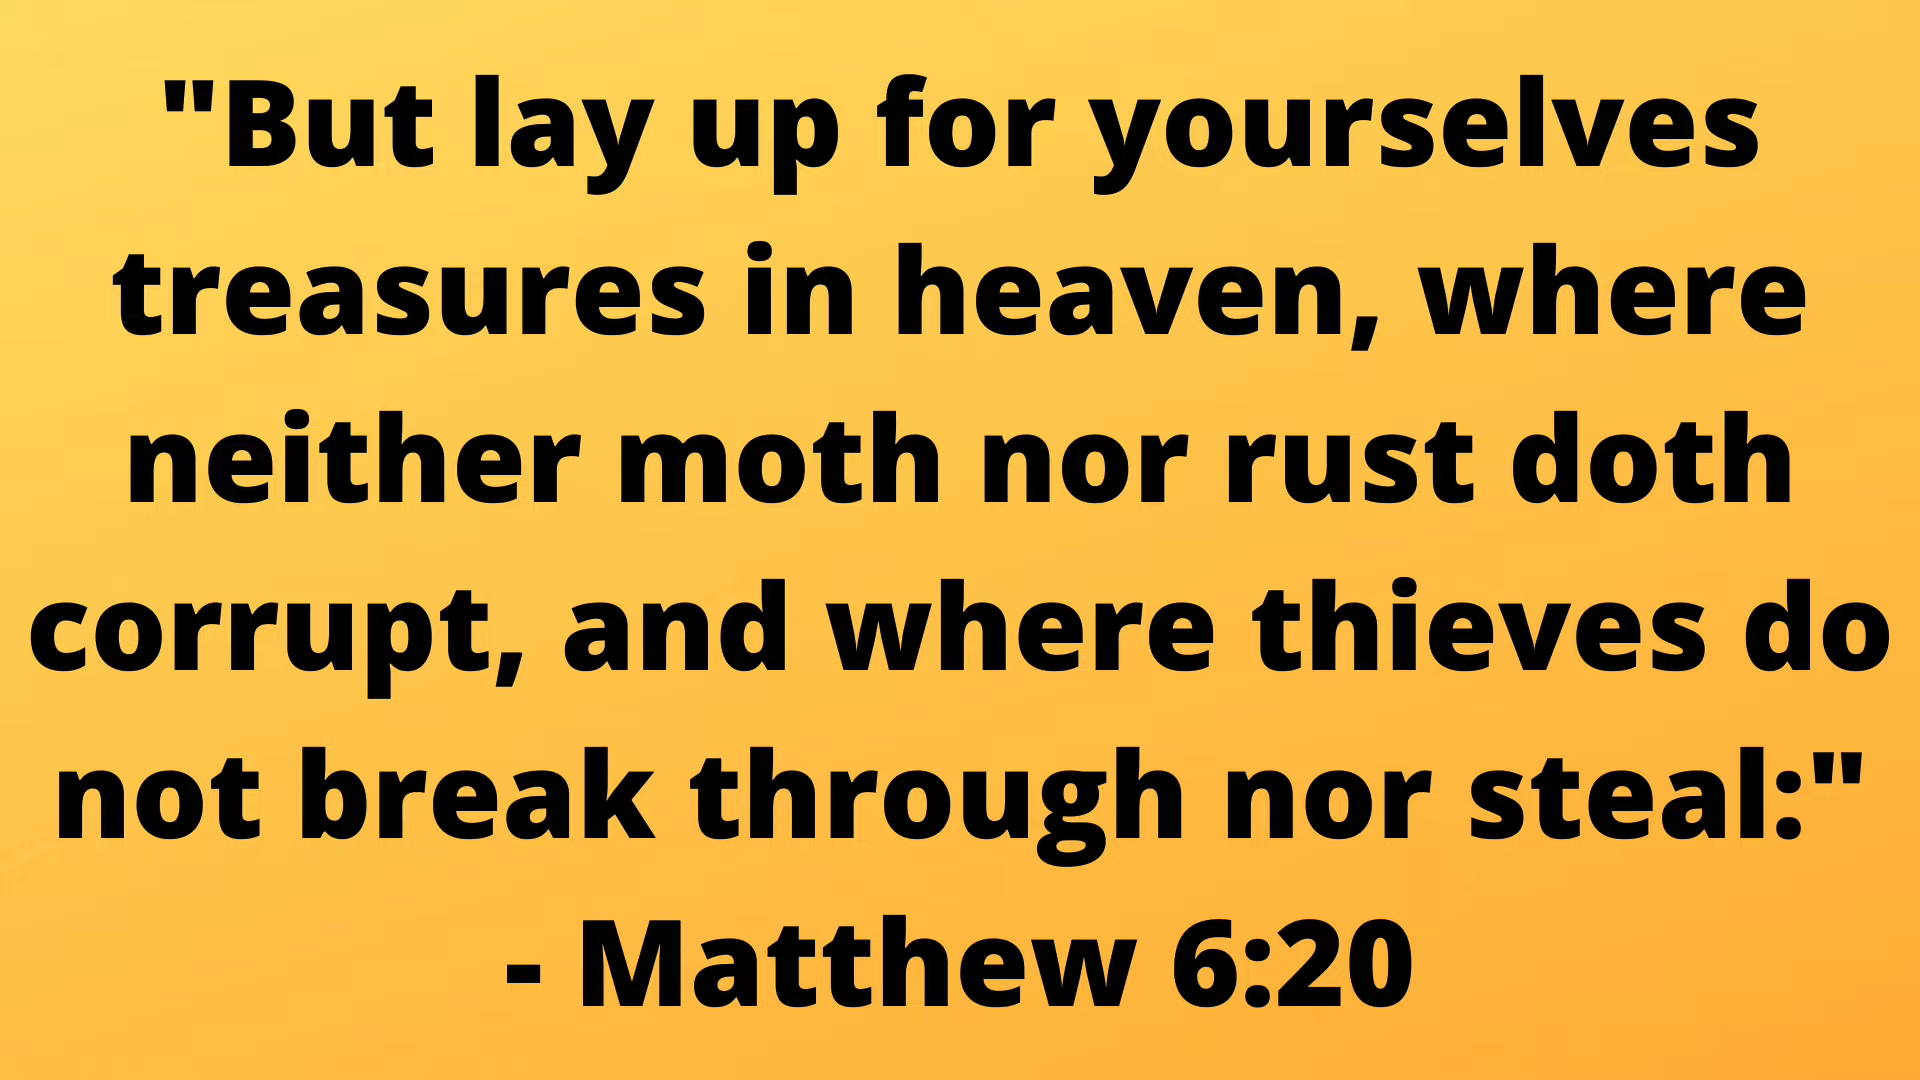 "But lay up for yourselves
treasures in heaven, where
neither moth nor rust doth
corrupt, and where thieves do
not break through nor steal:"
- Matthew 6:20